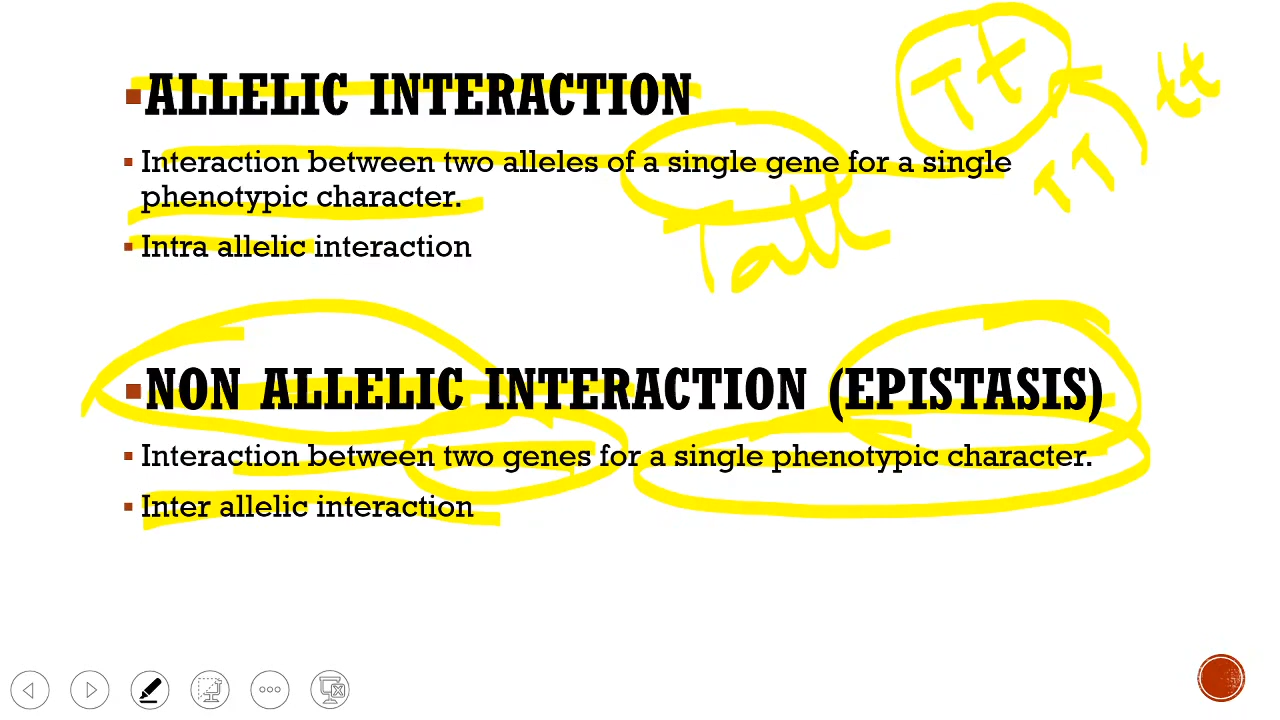 ALLELIC INTERACTION
Tt
tt
TT
Interaction between two alleles of a single gene for a single
phenotypic character.
Tall
Intra allelic interaction
NON ALLELIC INTERACTION (EPISTASIS)
Interaction between two genes for a single phenotypic character.
Inter allelic interaction